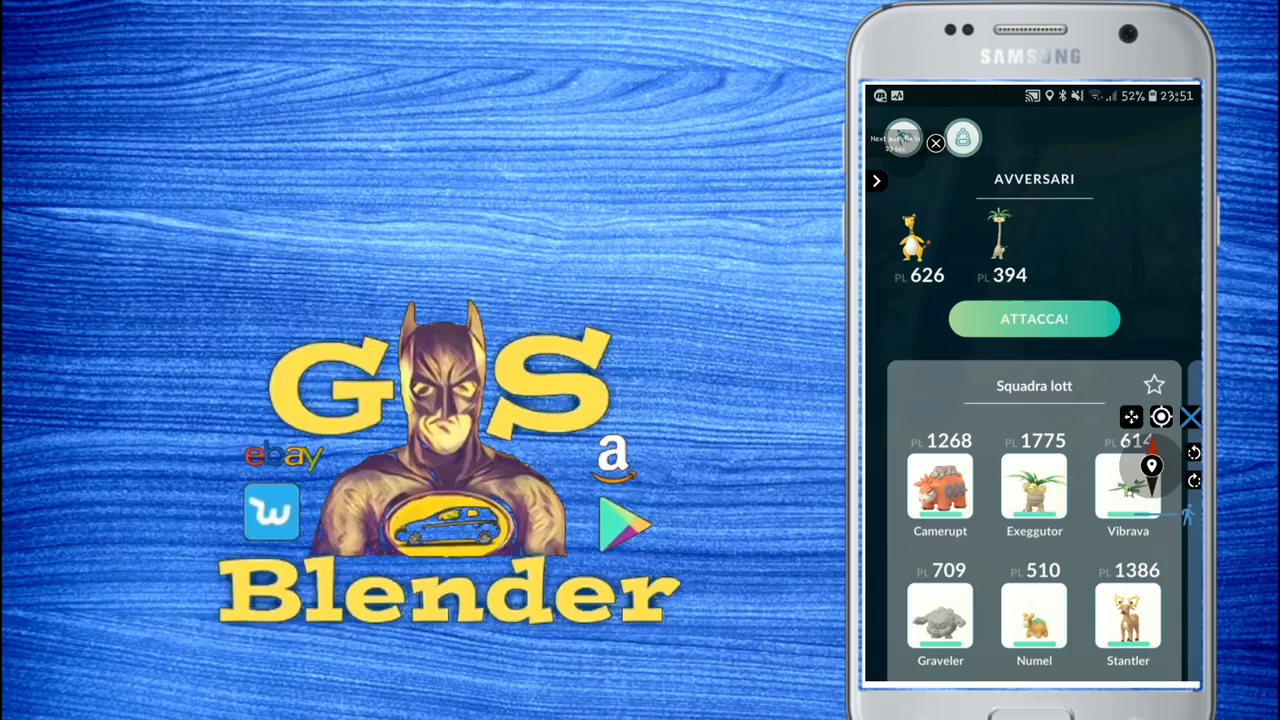 G S
ebay
a
w
Blender
SAMSUNG
52% 23:51
AVVERSARI
PL 626 PL 394
ATTACCA!
Squadra lott
PL 1268 PL 1775 PL 614
Camerupt Exeggutor Vibrava
PL 709 PL 510 PL 1386
Graveler Numel Stantler